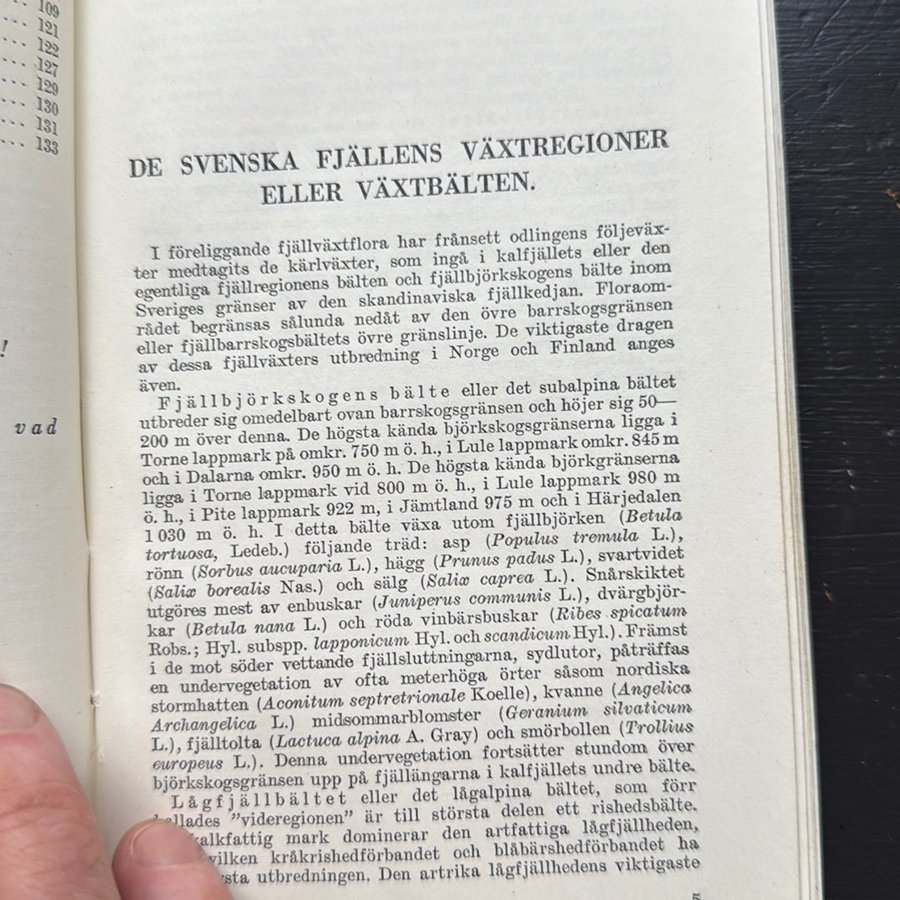 109
121
122
127
129
130
131
133
!
vad
DE SVENSKA FJÄLLENS VÄXTREGIONER
ELLER VÄXTBÄLTEN.
I föreliggande fjällväxtflora har frånsett odlingens följeväx-
ter medtagits de kärlväxter, som ingå i kalfjällets eller den
egentliga fjällregionens bälten och fjällbjörkskogens bälte inom
Sveriges gränser av den skandinaviska fjällkedjan. Floraom-
rådet begränsas sålunda nedåt av den övre barrskogsgränsen
eller fjällbarrskogsbältets övre gränslinje. De viktigaste dragen
av dessa fjällväxters utbredning i Norge och Finland anges
även.
Fjällbjörkskogens bälte eller det subalpina bältet
utbreder sig omedelbart ovan barrskogsgränsen och höjer sig 50—
200 m över denna. De högsta kända björkskogsgränserna ligga i
Torne lappmark på omkr. 750 m ö. h., i Lule lappmark omkr. 845 m
och i Dalarna omkr. 950 m ö. h. De högsta kända björkgränserna
ligga i Torne lappmark vid 800 m ö. h., i Lule lappmark 980 m
ö. h., i Pite lappmark 922 m, i Jämtland 975 m och i Härjedalen
1 030 m ö. h. I detta bälte växa utom fjällbjörken (Betula
tortuosa, Ledeb.) följande träd: asp (Populus tremula L.),
rönn (Sorbus aucuparia L.), hägg (Prunus padus L.), svartvidet
(Salix borealis Nas.) och sälg (Salix caprea L.). Snårskiktet
utgöres mest av enbuskar (Juniperus communis L.), dvärgbjör-
kar (Betula nana L.) och röda vinbärsbuskar (Ribes spicatum
Robs.; Hyl. subspp. lapponicum Hyl. och scandicum Hyl.). Främst
i de mot söder vettande fjällsluttningarna, sydlutor, påträffas
en undervegetation av ofta meterhöga örter såsom nordiska
stormhatten (Aconitum septretrionale Koelle), kvanne (Angelica
Archangelica L.) midsommarblomster (Geranium silvaticum
L.), fjälltolta (Lactuca alpina A. Gray) och smörbollen (Trollius
europeus L.). Denna undervegetation fortsätter stundom över
björkskogsgränsen upp på fjällängarna i kalfjällets undre bälte.
Lågfjällbältet eller det lågalpina bältet, som förr
kallades "videregionen" är till största delen ett rishedsbälte.
kalkfattig mark dominerar den artfattiga lågfjällheden,
vilken kråkrishedförbandet och blåbärshedförbandet ha
utbredningen. Den artrika lågfjällhedens viktigaste